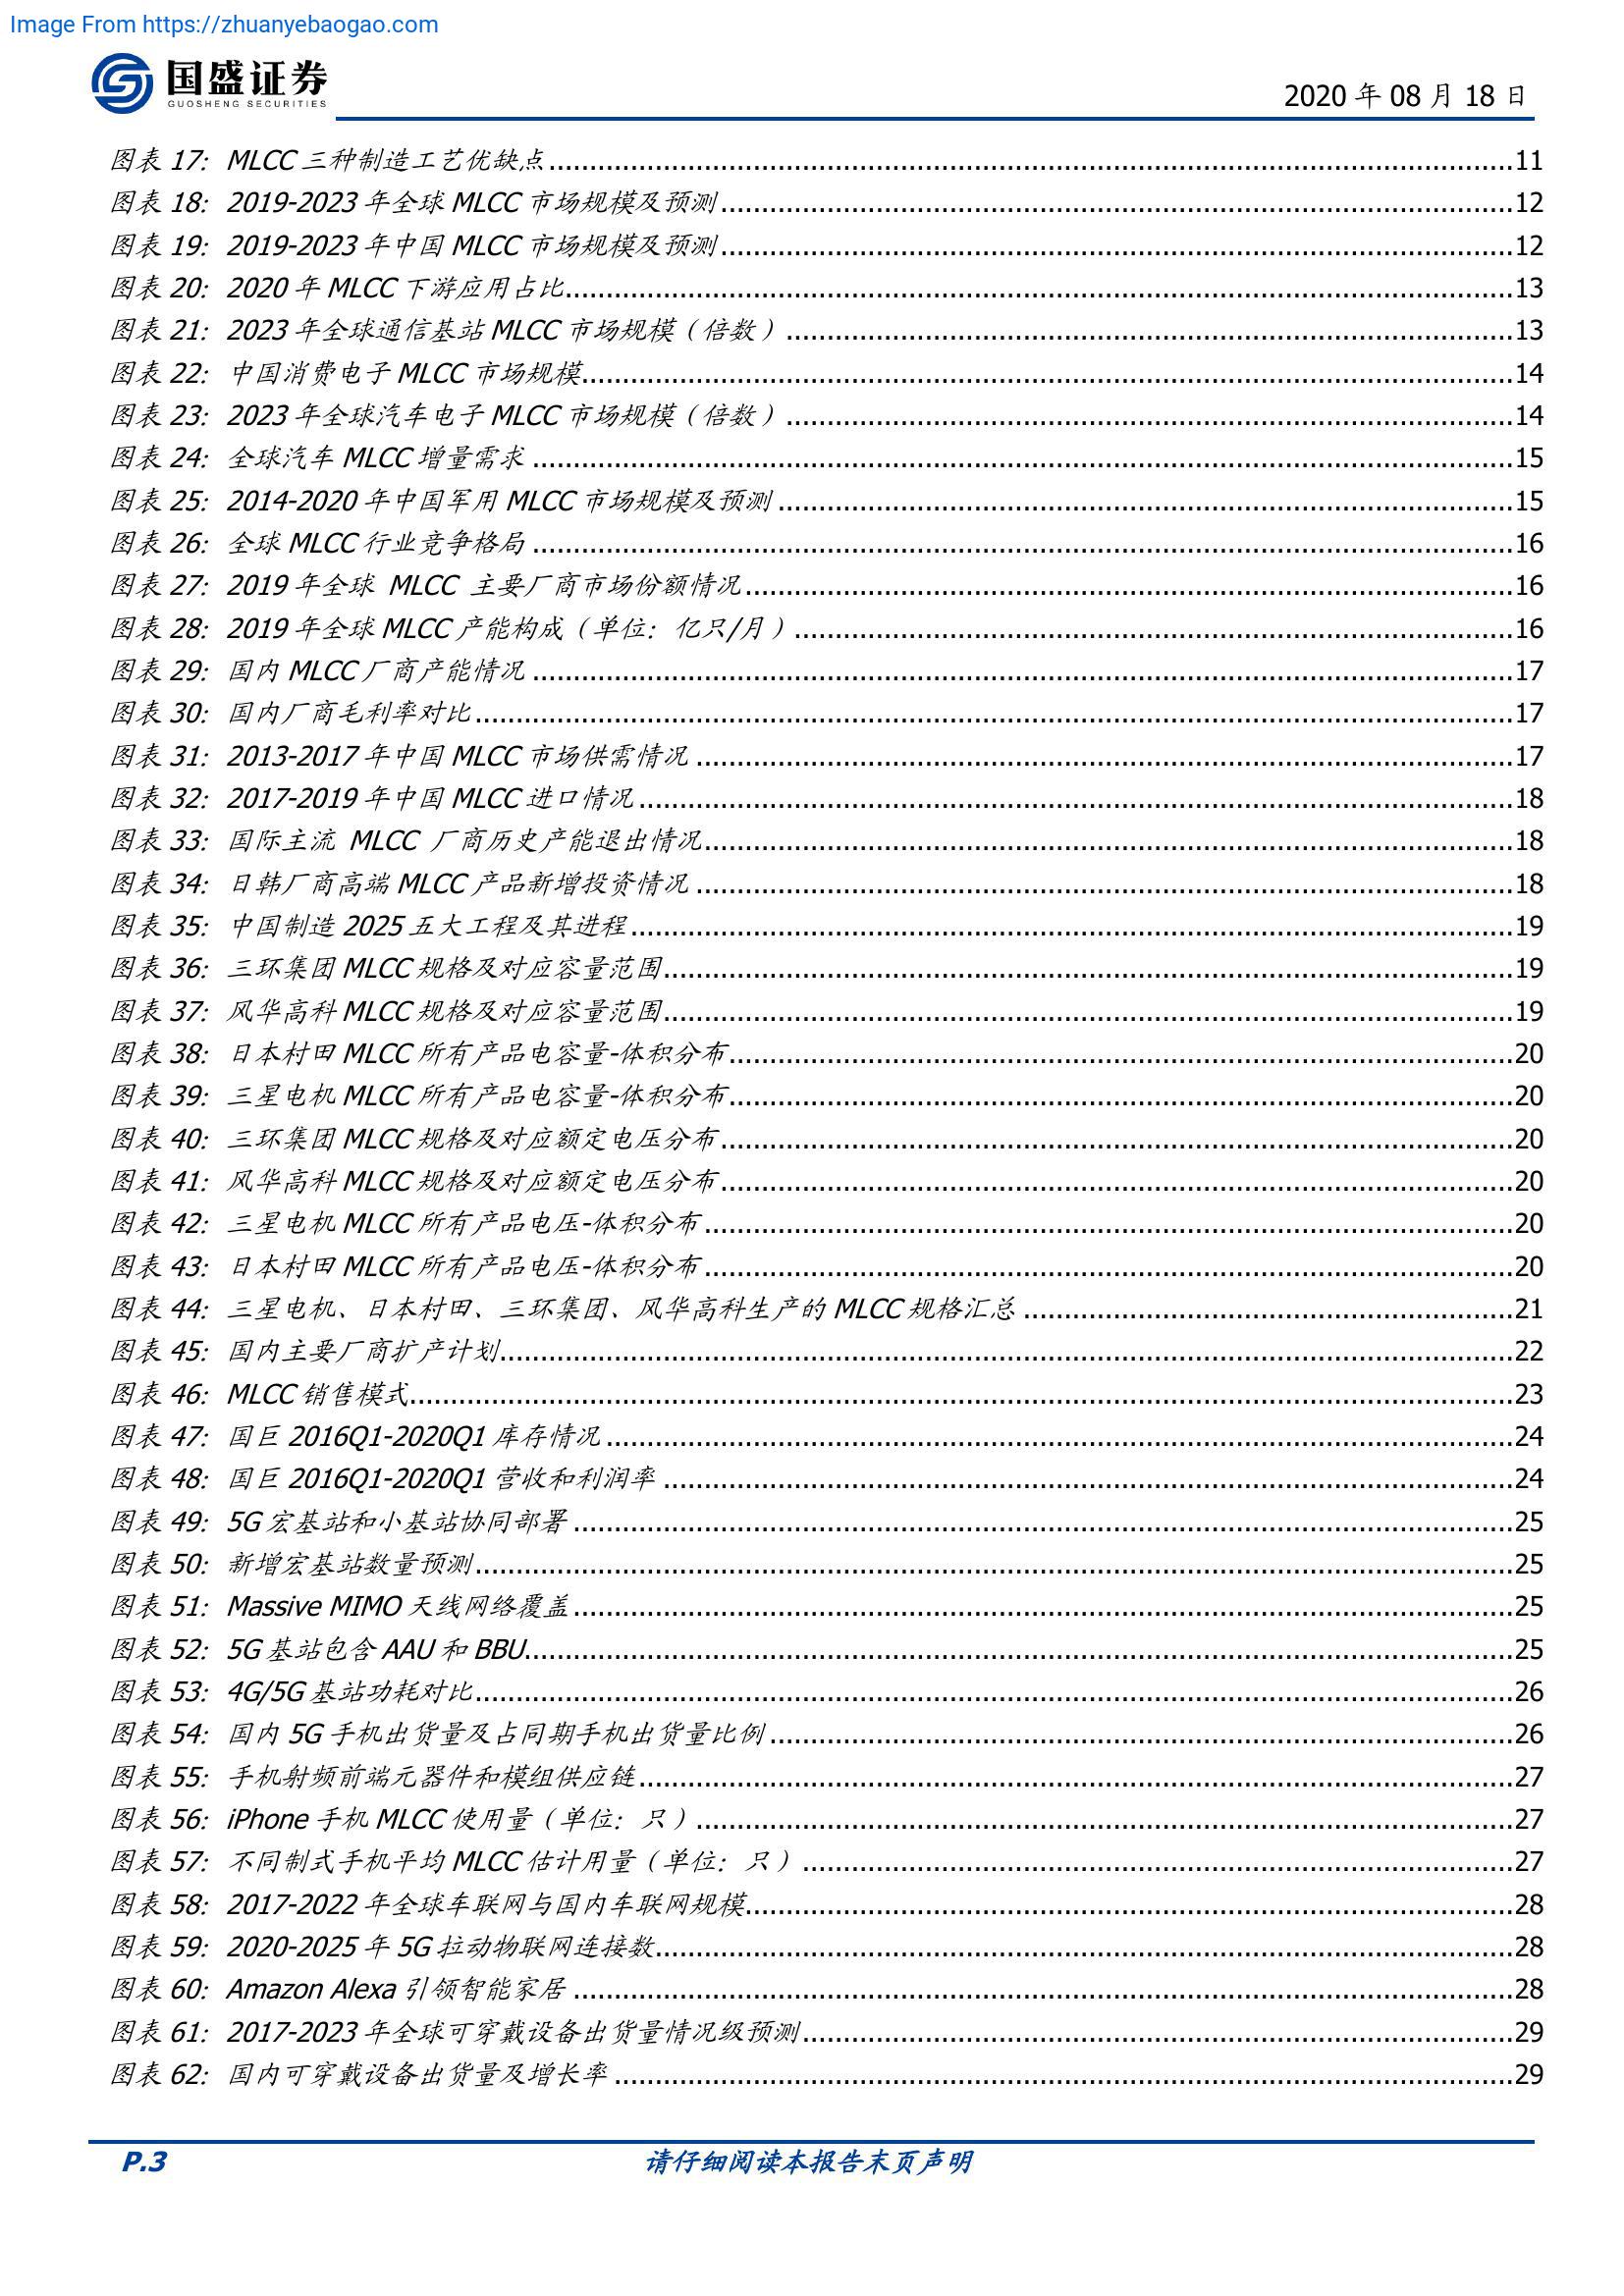 Image From https://zhuanyebaogao.com
国盛证券
GUOSHENG SECURITIES
2020 年 08 月 18 日
图表 17: MLCC 三种制造工艺优缺点 11
图表 18: 2019-2023 年全球 MLCC 市场规模及预测 12
图表 19: 2019-2023 年中国 MLCC 市场规模及预测 12
图表 20: 2020 年 MLCC 下游应用占比 13
图表 21: 2023 年全球通信基站 MLCC 市场规模（倍数） 13
图表 22: 中国消费电子 MLCC 市场规模 14
图表 23: 2023 年全球汽车电子 MLCC 市场规模（倍数） 14
图表 24: 全球汽车 MLCC 增量需求 15
图表 25: 2014-2020 年中国军用 MLCC 市场规模及预测 15
图表 26: 全球 MLCC 行业竞争格局 16
图表 27: 2019 年全球 MLCC 主要厂商市场份额情况 16
图表 28: 2019 年全球 MLCC 产能构成（单位：亿只/月） 16
图表 29: 国内 MLCC 厂商产能情况 17
图表 30: 国内厂商毛利率对比 17
图表 31: 2013-2017 年中国 MLCC 市场供需情况 17
图表 32: 2017-2019 年中国 MLCC 进口情况 18
图表 33: 国际主流 MLCC 厂商历史产能退出情况 18
图表 34: 日韩厂商高端 MLCC 产品新增投资情况 18
图表 35: 中国制造 2025 五大工程及其进程 19
图表 36: 三环集团 MLCC 规格及对应容量范围 19
图表 37: 风华高科 MLCC 规格及对应容量范围 19
图表 38: 日本村田 MLCC 所有产品电容量-体积分布 20
图表 39: 三星电机 MLCC 所有产品电容量-体积分布 20
图表 40: 三环集团 MLCC 规格及对应额定电压分布 20
图表 41: 风华高科 MLCC 规格及对应额定电压分布 20
图表 42: 三星电机 MLCC 所有产品电压-体积分布 20
图表 43: 日本村田 MLCC 所有产品电压-体积分布 20
图表 44: 三星电机、日本村田、三环集团、风华高科生产的 MLCC 规格汇总 21
图表 45: 国内主要厂商扩产计划 22
图表 46: MLCC 销售模式 23
图表 47: 国巨 2016Q1-2020Q1 库存情况 24
图表 48: 国巨 2016Q1-2020Q1 营收和利润率 24
图表 49: 5G 宏基站和小基站协同部署 25
图表 50: 新增宏基站数量预测 25
图表 51: Massive MIMO 天线网络覆盖 25
图表 52: 5G 基站包含 AAU 和 BBU 25
图表 53: 4G/5G 基站功耗对比 26
图表 54: 国内 5G 手机出货量及占同期手机出货量比例 26
图表 55: 手机射频前端元器件和模组供应链 27
图表 56: iPhone 手机 MLCC 使用量（单位：只） 27
图表 57: 不同制式手机平均 MLCC 估计用量（单位：只） 27
图表 58: 2017-2022 年全球车联网与国内车联网规模 28
图表 59: 2020-2025 年 5G 拉动物联网连接数 28
图表 60: Amazon Alexa 引领智能家居 28
图表 61: 2017-2023 年全球可穿戴设备出货量情况级预测 29
图表 62: 国内可穿戴设备出货量及增长率 29
P.3
请仔细阅读本报告末页声明